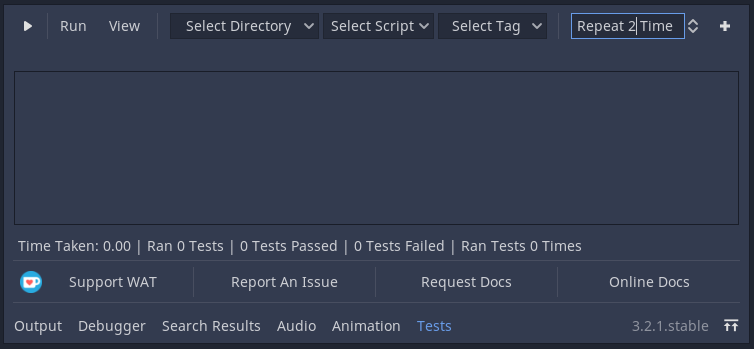 Run View Select Directory Select Script Select Tag Repeat 2 Time
Time Taken: 0.00 | Ran 0 Tests | 0 Tests Passed | 0 Tests Failed | Ran Tests 0 Times
Support WAT Report An Issue Request Docs Online Docs
Output Debugger Search Results Audio Animation Tests 3.2.1.stable